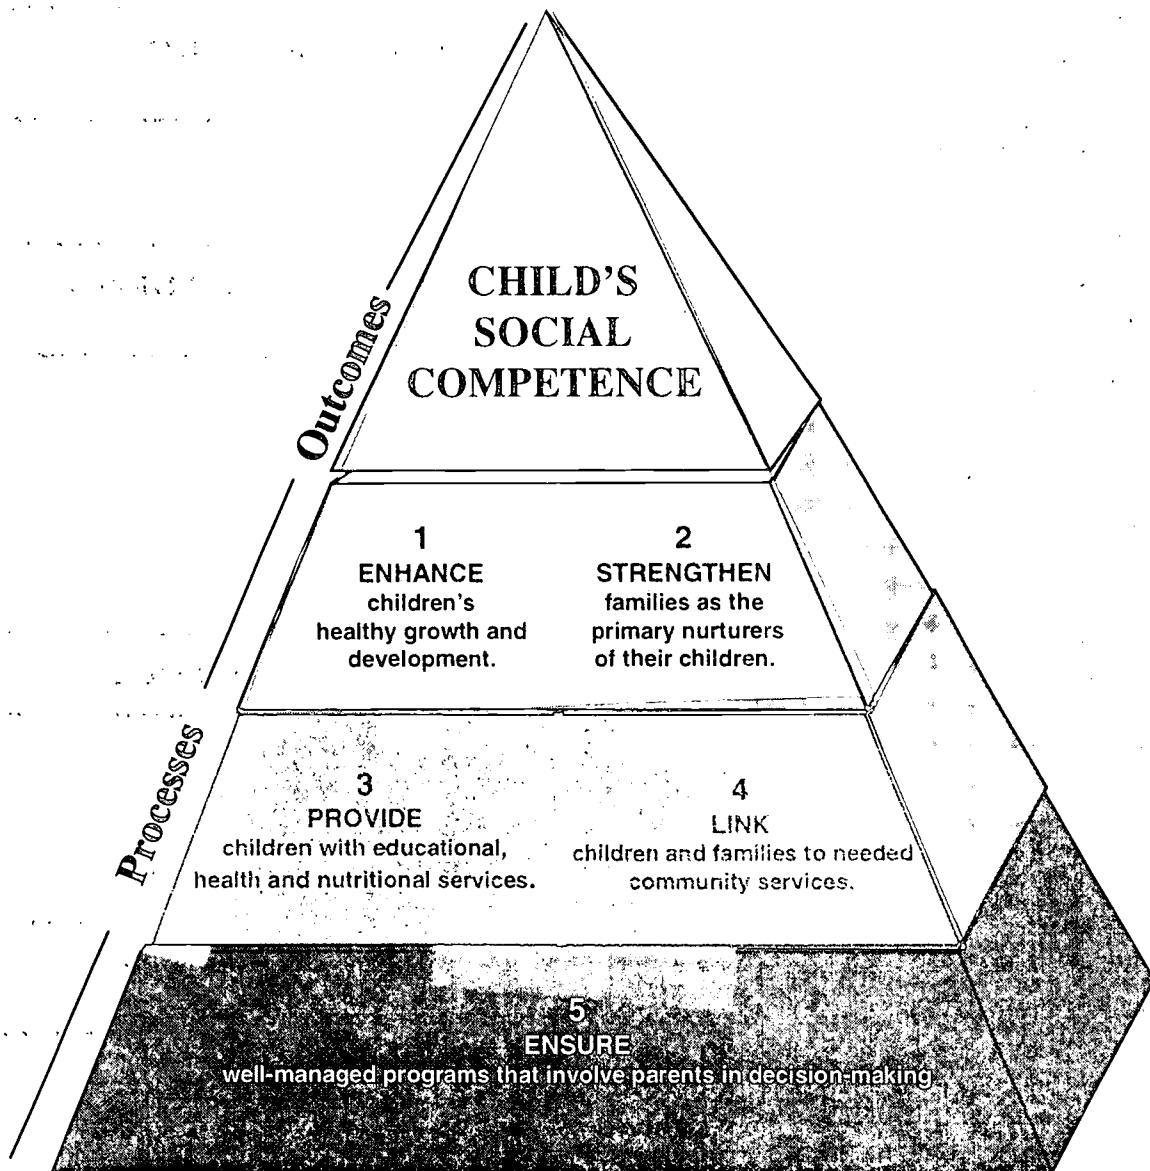 CHILD'S
SOCIAL
COMPETENCE
Outcomes
1
ENHANCE
children's
healthy growth and
development.
2
STRENGTHEN
families as the
primary nurturers
of their children.
Processes
3
PROVIDE
children with educational,
health and nutritional services.
4
LINK
children and families to needed
community services.
5
ENSURE
well-managed programs that involve parents in decision-making